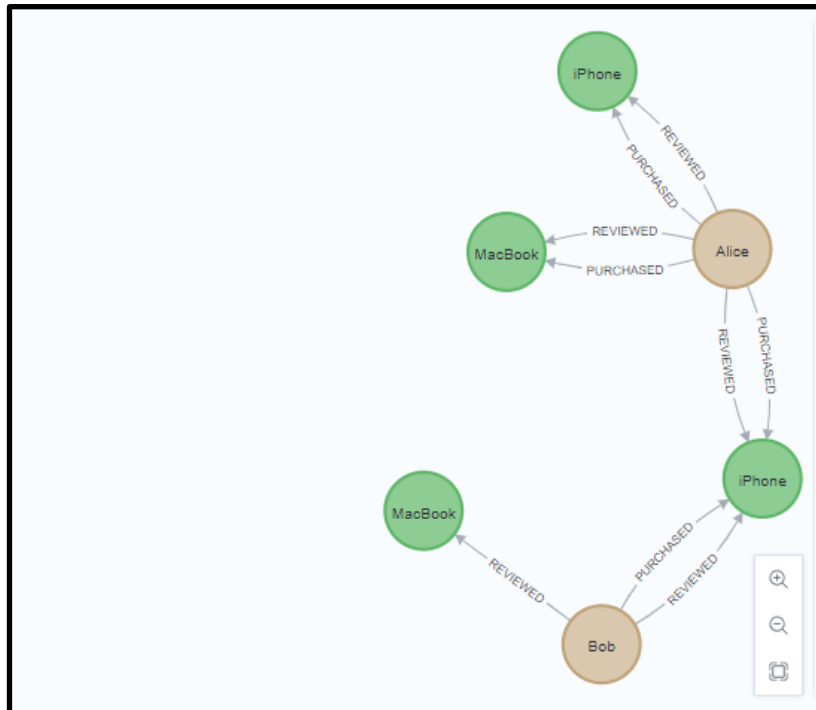 iPhone
REVIEWED
PURCHASED
REVIEWED
MacBook
Alice
PURCHASED
REVIEWED
PURCHASED
iPhone
MacBook
PURCHASED
REVIEWED
REVIEWED
Bob